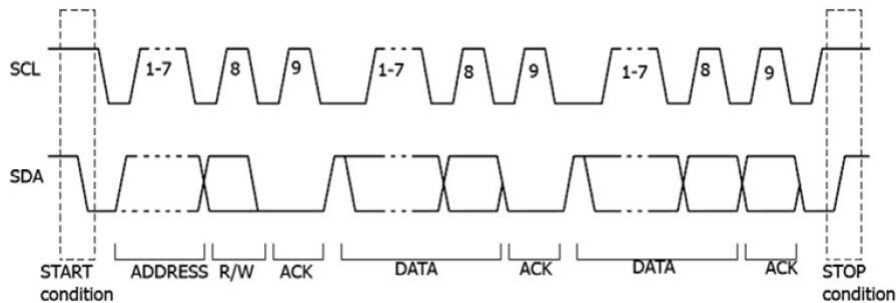 SCL 1-7 8 9 1-7 8 9 1-7 8 9
SDA
START condition ADDRESS R/W ACK DATA ACK DATA ACK STOP condition